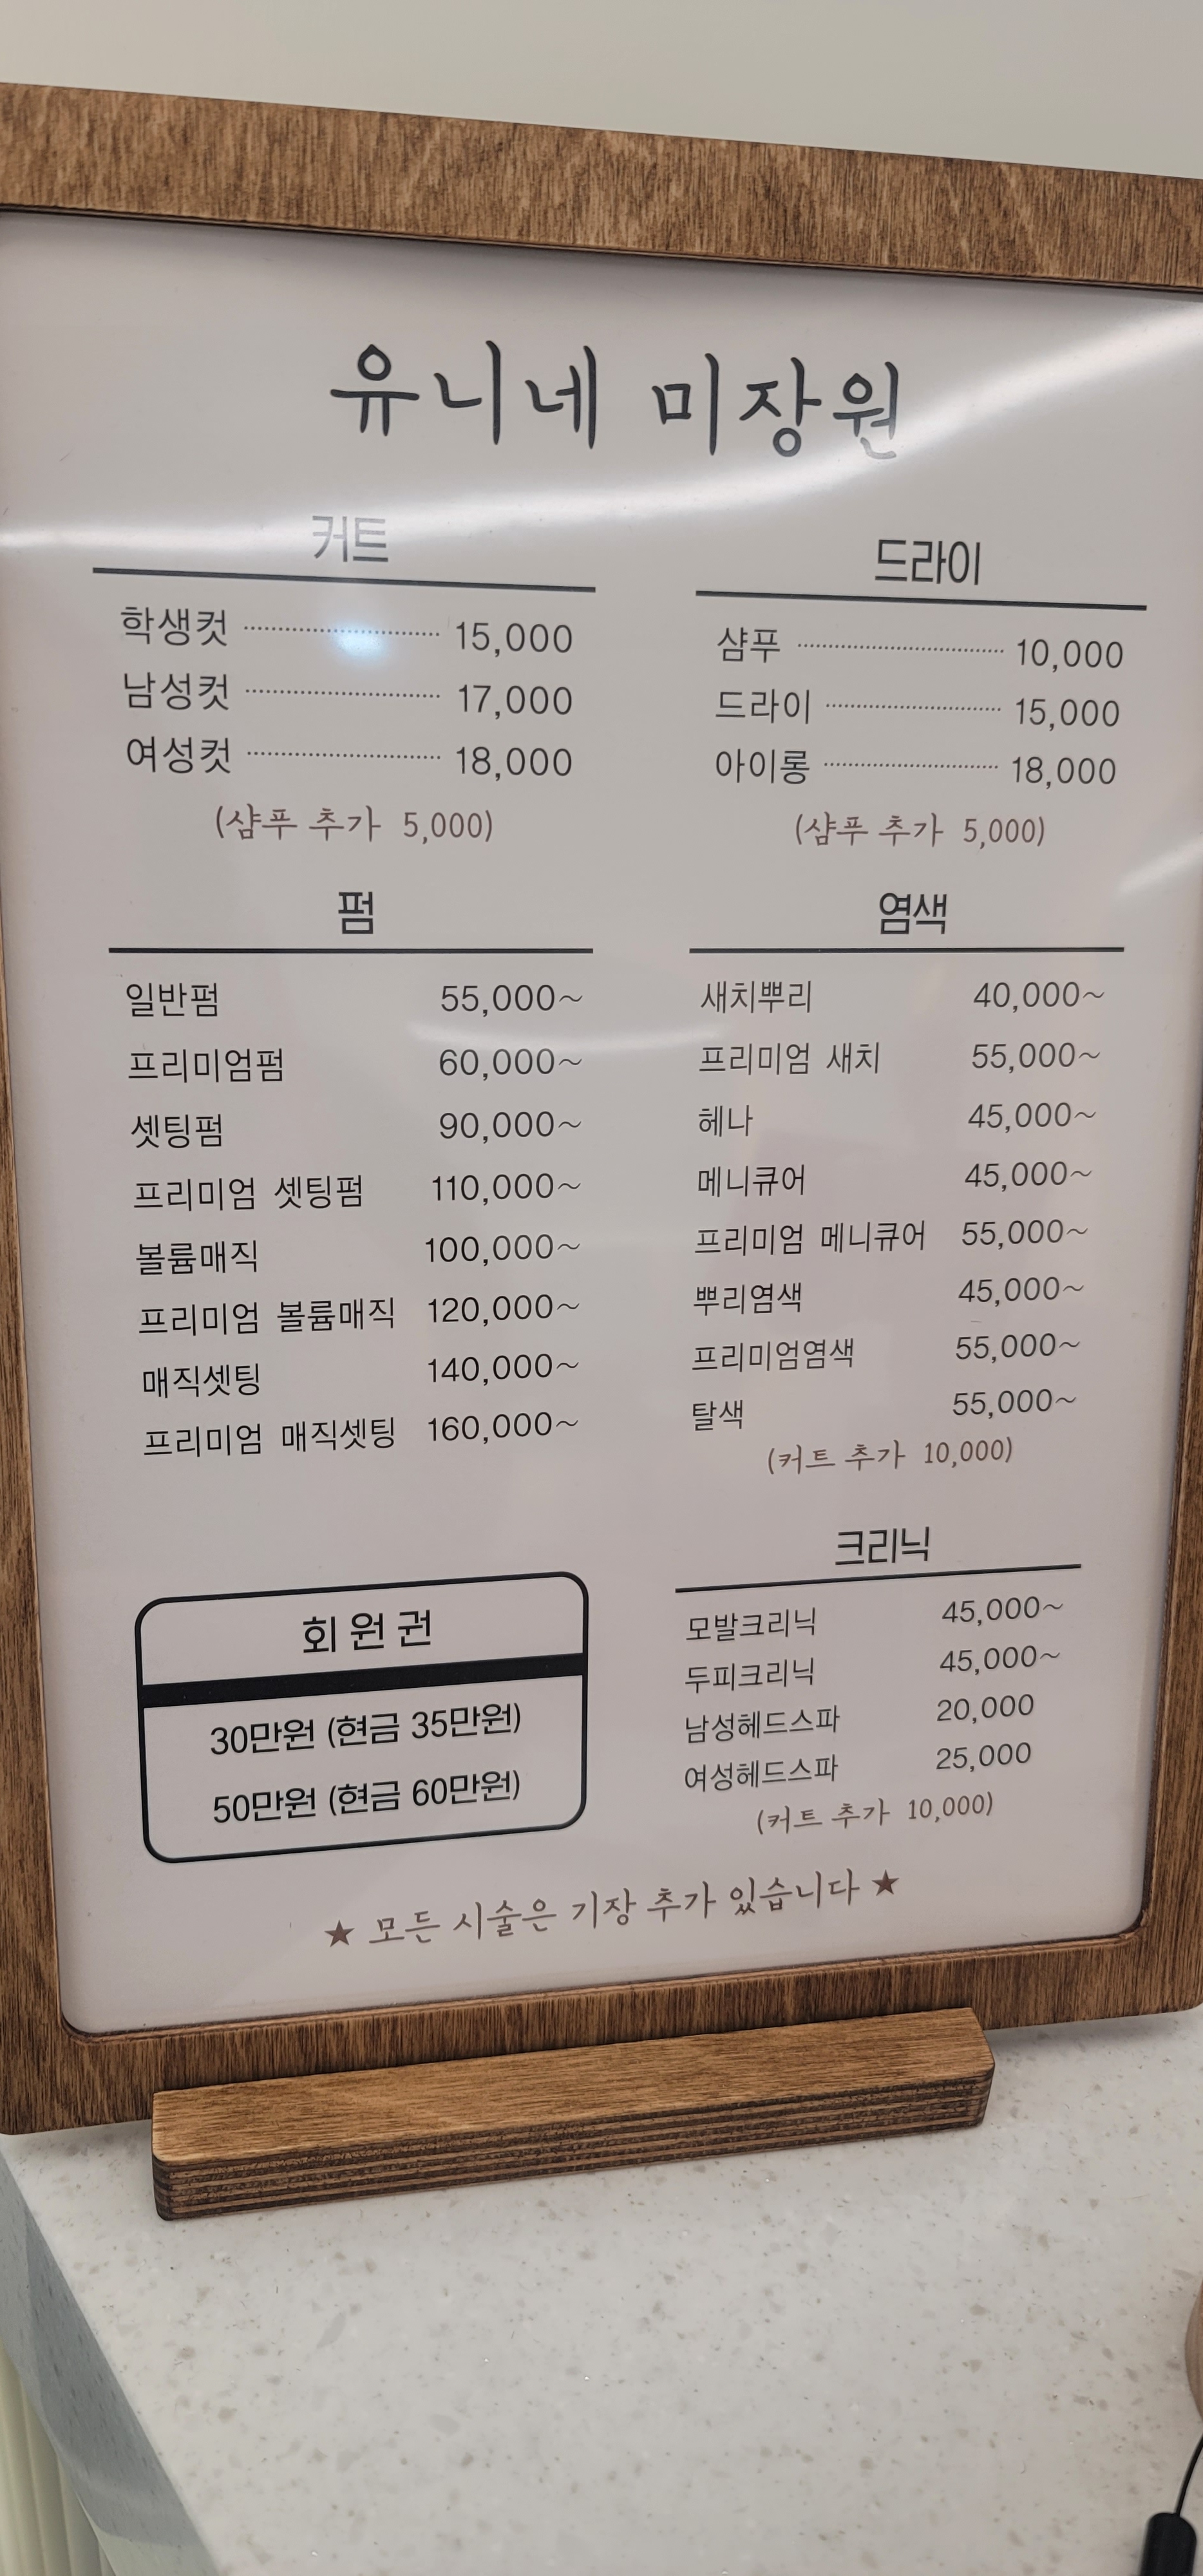 유니네 미장원
커트
학생컷 15,000
남성컷 17,000
여성컷 18,000
(샴푸 추가 5,000)
드라이
샴푸 10,000
드라이 15,000
아이롱 18,000
(샴푸 추가 5,000)
펌
일반펌 55,000~
프리미엄펌 60,000~
셋팅펌 90,000~
프리미엄 셋팅펌 110,000~
볼륨매직 100,000~
프리미엄 볼륨매직 120,000~
매직셋팅 140,000~
프리미엄 매직셋팅 160,000~
염색
새치뿌리 40,000~
프리미엄 새치 55,000~
헤나 45,000~
메니큐어 45,000~
프리미엄 메니큐어 55,000~
뿌리염색 45,000~
프리미엄염색 55,000~
탈색 55,000~
(커트 추가 10,000)
회원권
30만원 (현금 35만원)
50만원 (현금 60만원)
크리닉
모발크리닉 45,000~
두피크리닉 45,000~
남성헤드스파 20,000
여성헤드스파 25,000
(커트 추가 10,000)
★ 모든 시술은 기장 추가 있습니다 ★